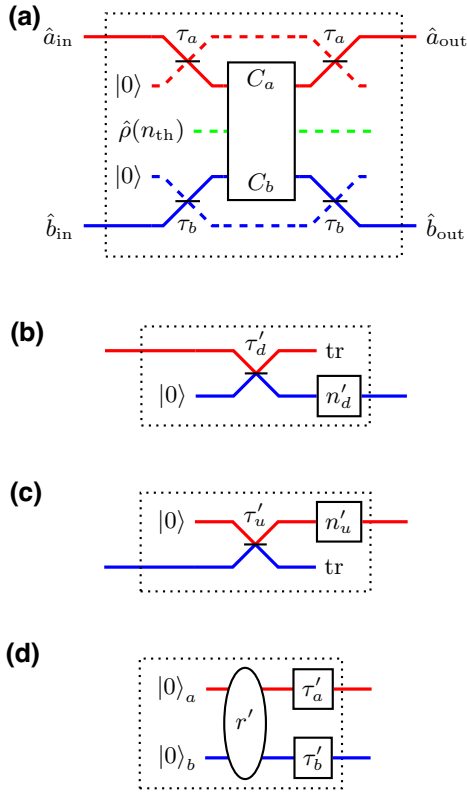 (a)
â_in τ_a τ_a â_out
|0⟩ C_a
ρ̂(n_th)
|0⟩ C_b
b̂_in τ_b τ_b b̂_out
(b)
τ′_d tr
|0⟩ n′_d
(c)
|0⟩ τ′_u n′_u
tr
(d)
|0⟩_a τ′_a
r′
|0⟩_b τ′_b